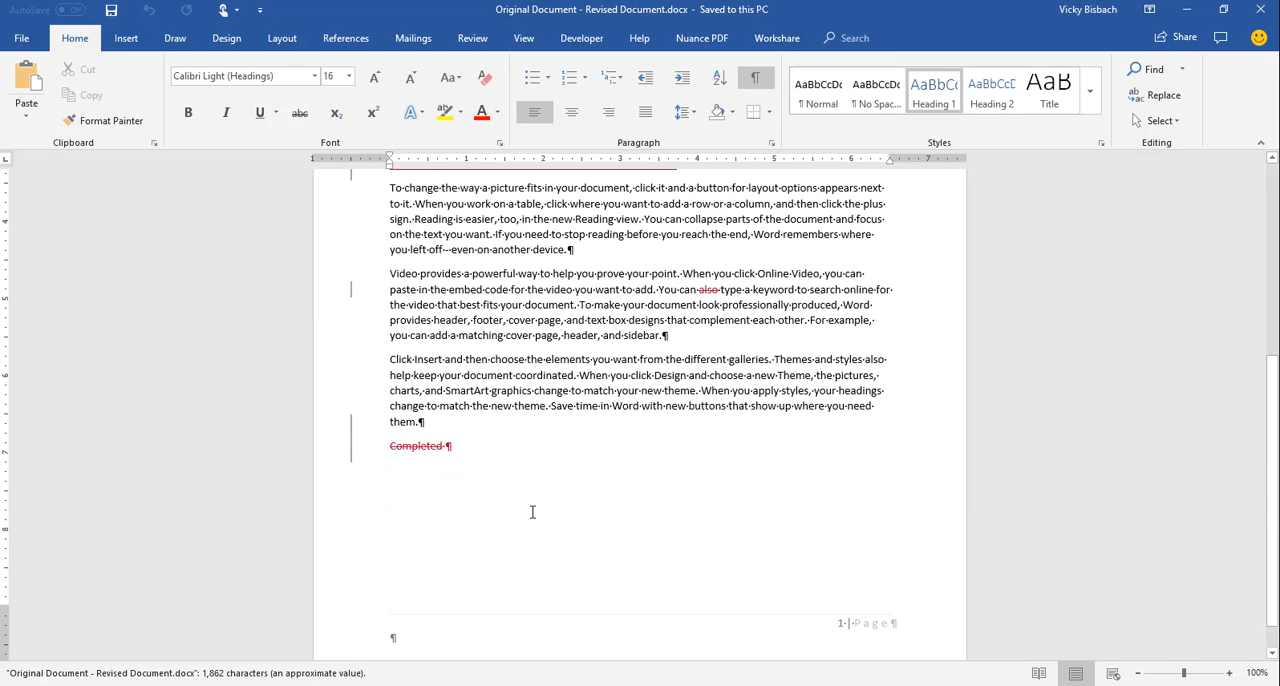 AutoSave Off Original Document - Revised Document.docx - Saved to this PC Vicky Bisbach
File Home Insert Draw Design Layout References Mailings Review View Developer Help Nuance PDF Workshare Search Share
Cut
Copy
Paste
Format Painter
Clipboard
Calibri Light (Headings) 16 Aa
B I U abc X₂ X² A A
Font
Paragraph
AaBbCcDc AaBbCcDc AaBbCc AaBbCcD AaB
¶ Normal ¶ No Spac... Heading 1 Heading 2 Title
Styles
Find
Replace
Select
Editing
1 1 2 3 4 5 6 7
To change the way a picture fits in your document, click it and a button for layout options appears next
to it. When you work on a table, click where you want to add a row or a column, and then click the plus
sign. Reading is easier, too, in the new Reading view. You can collapse parts of the document and focus
on the text you want. If you need to stop reading before you reach the end, Word remembers where
you left off -- even on another device.¶
Video provides a powerful way to help you prove your point. When you click Online Video, you can
paste in the embed code for the video you want to add. You can also type a keyword to search online for
the video that best fits your document. To make your document look professionally produced, Word
provides header, footer, cover page, and text box designs that complement each other. For example,
you can add a matching cover page, header, and sidebar.¶
Click Insert and then choose the elements you want from the different galleries. Themes and styles also
help keep your document coordinated. When you click Design and choose a new Theme, the pictures,
charts, and SmartArt graphics change to match your new theme. When you apply styles, your headings
change to match the new theme. Save time in Word with new buttons that show up where you need
them.¶
Completed ¶
1 | Page ¶
¶
"Original Document - Revised Document.docx": 1,862 characters (an approximate value). 100%